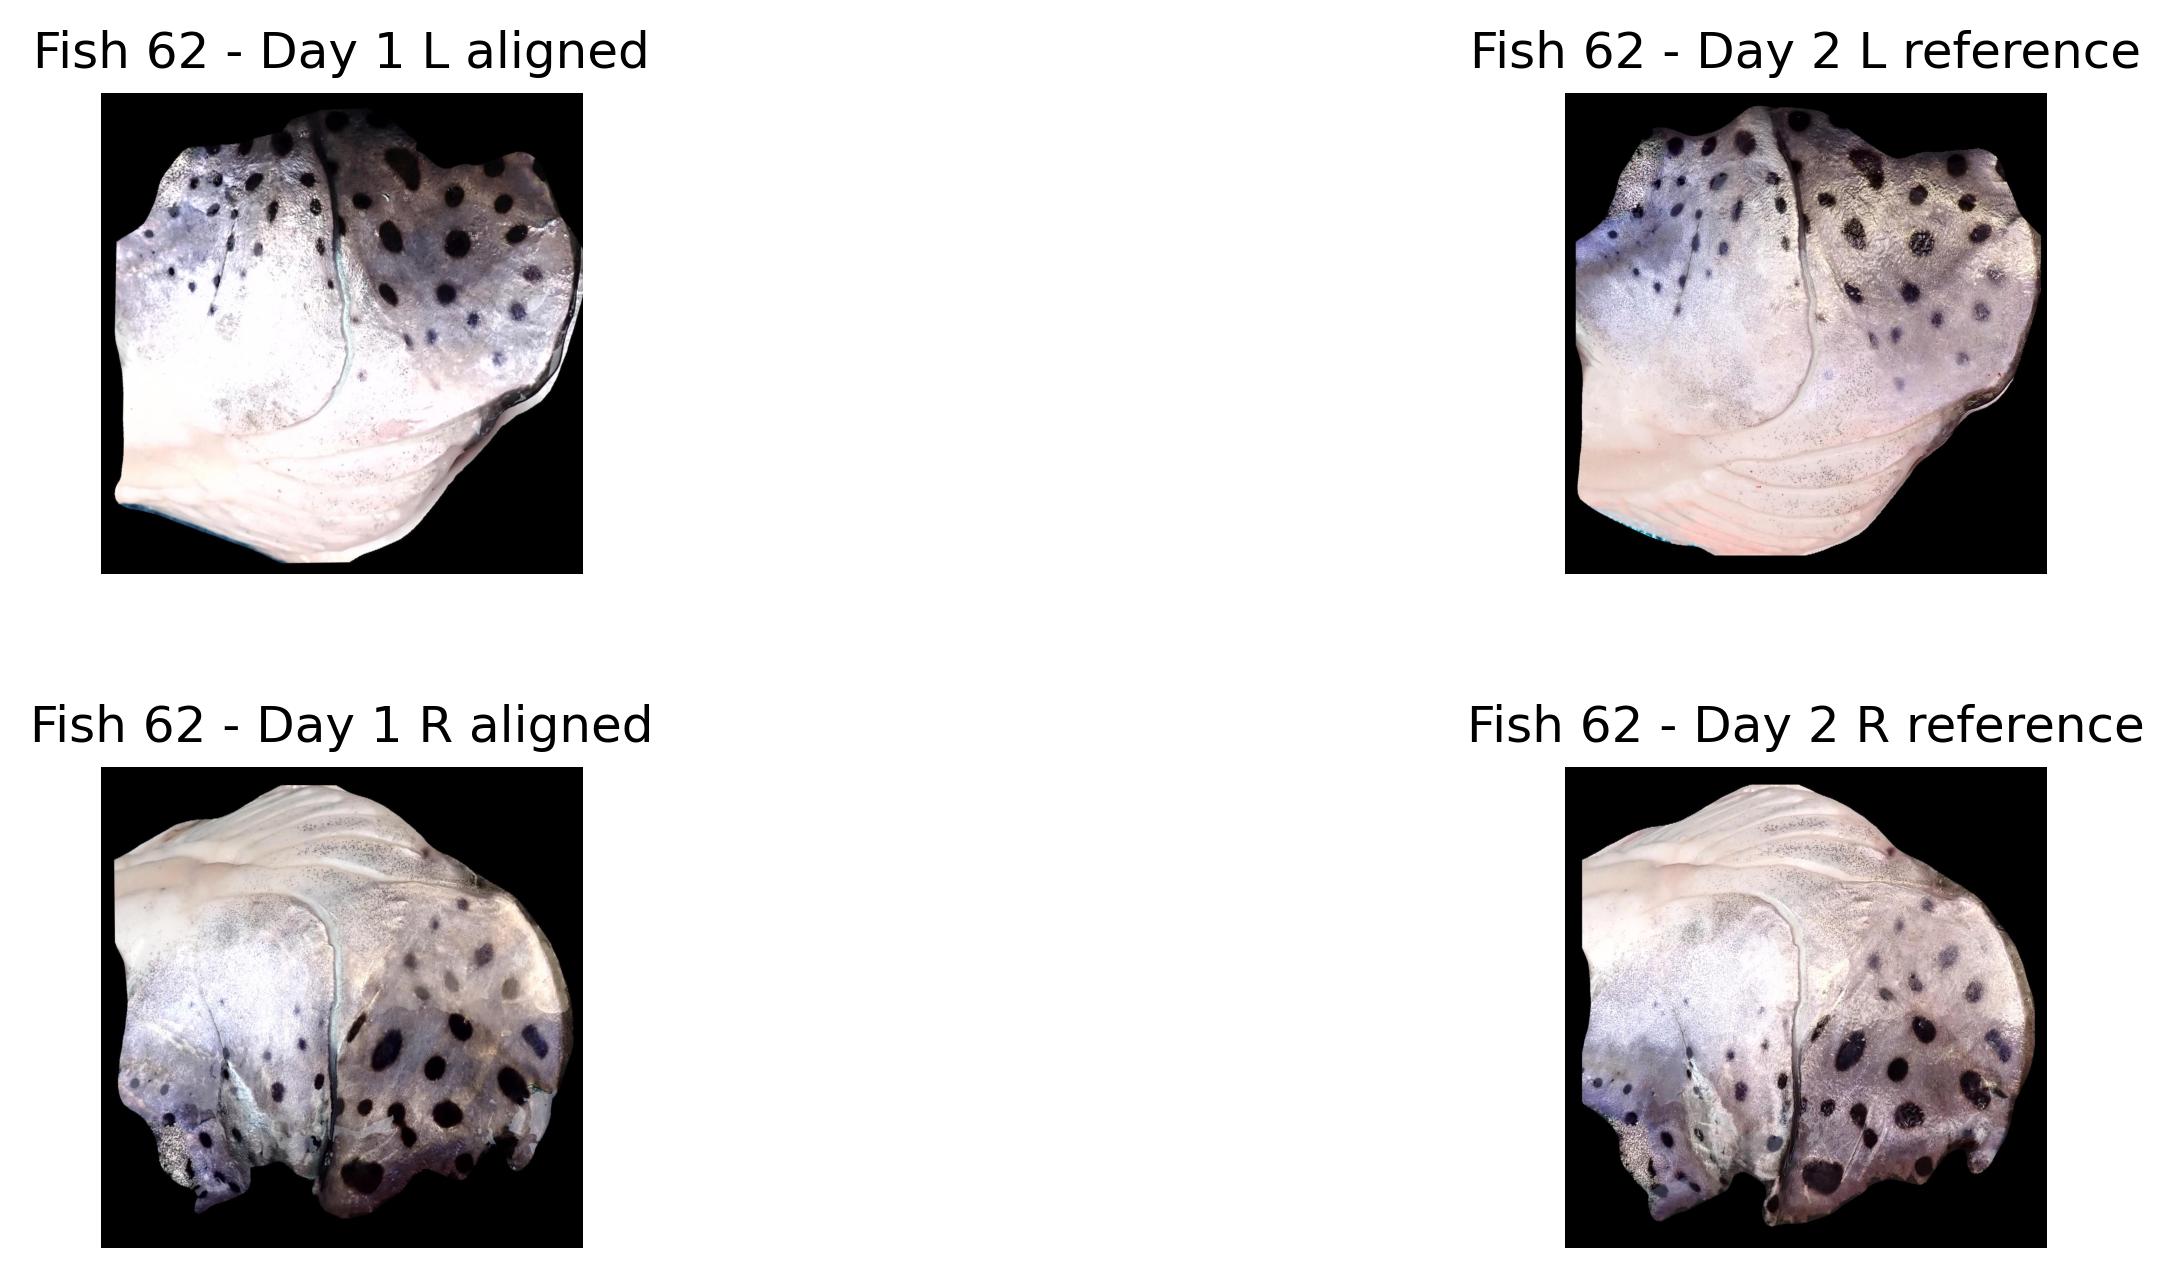 Fish 62 - Day 1 L aligned
Fish 62 - Day 2 L reference
Fish 62 - Day 1 R aligned
Fish 62 - Day 2 R reference